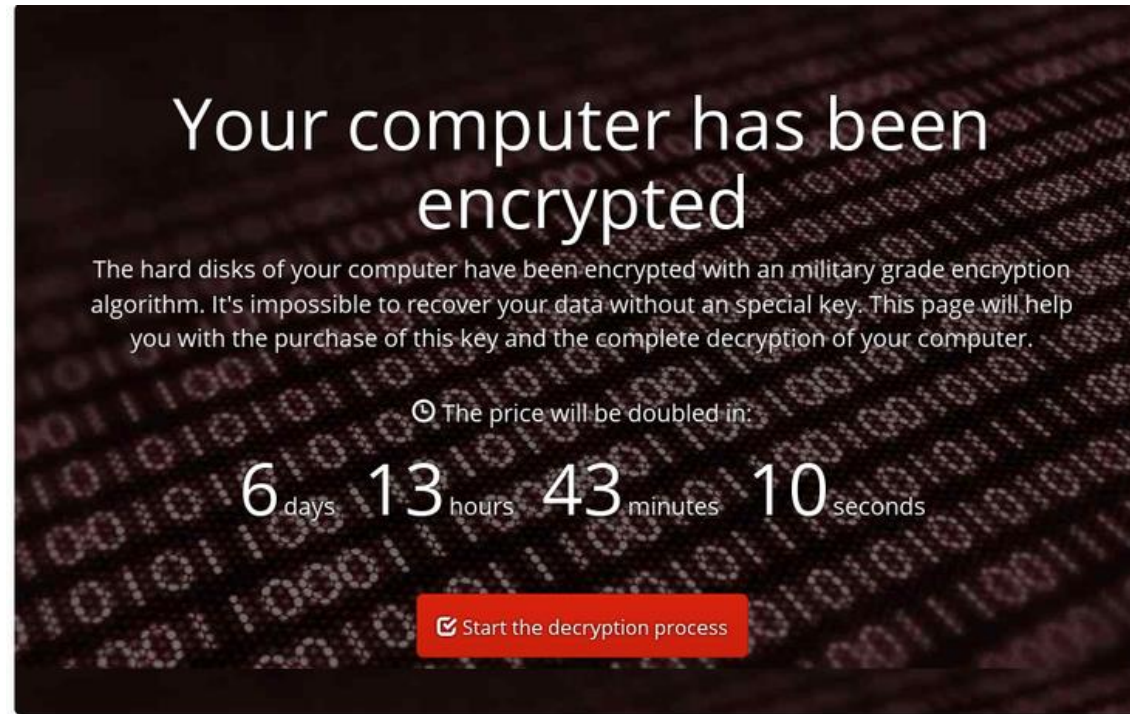 Your computer has been
encrypted
The hard disks of your computer have been encrypted with an military grade encryption
algorithm. It's impossible to recover your data without an special key. This page will help
you with the purchase of this key and the complete decryption of your computer.
The price will be doubled in:
6 days 13 hours 43 minutes 10 seconds
Start the decryption process